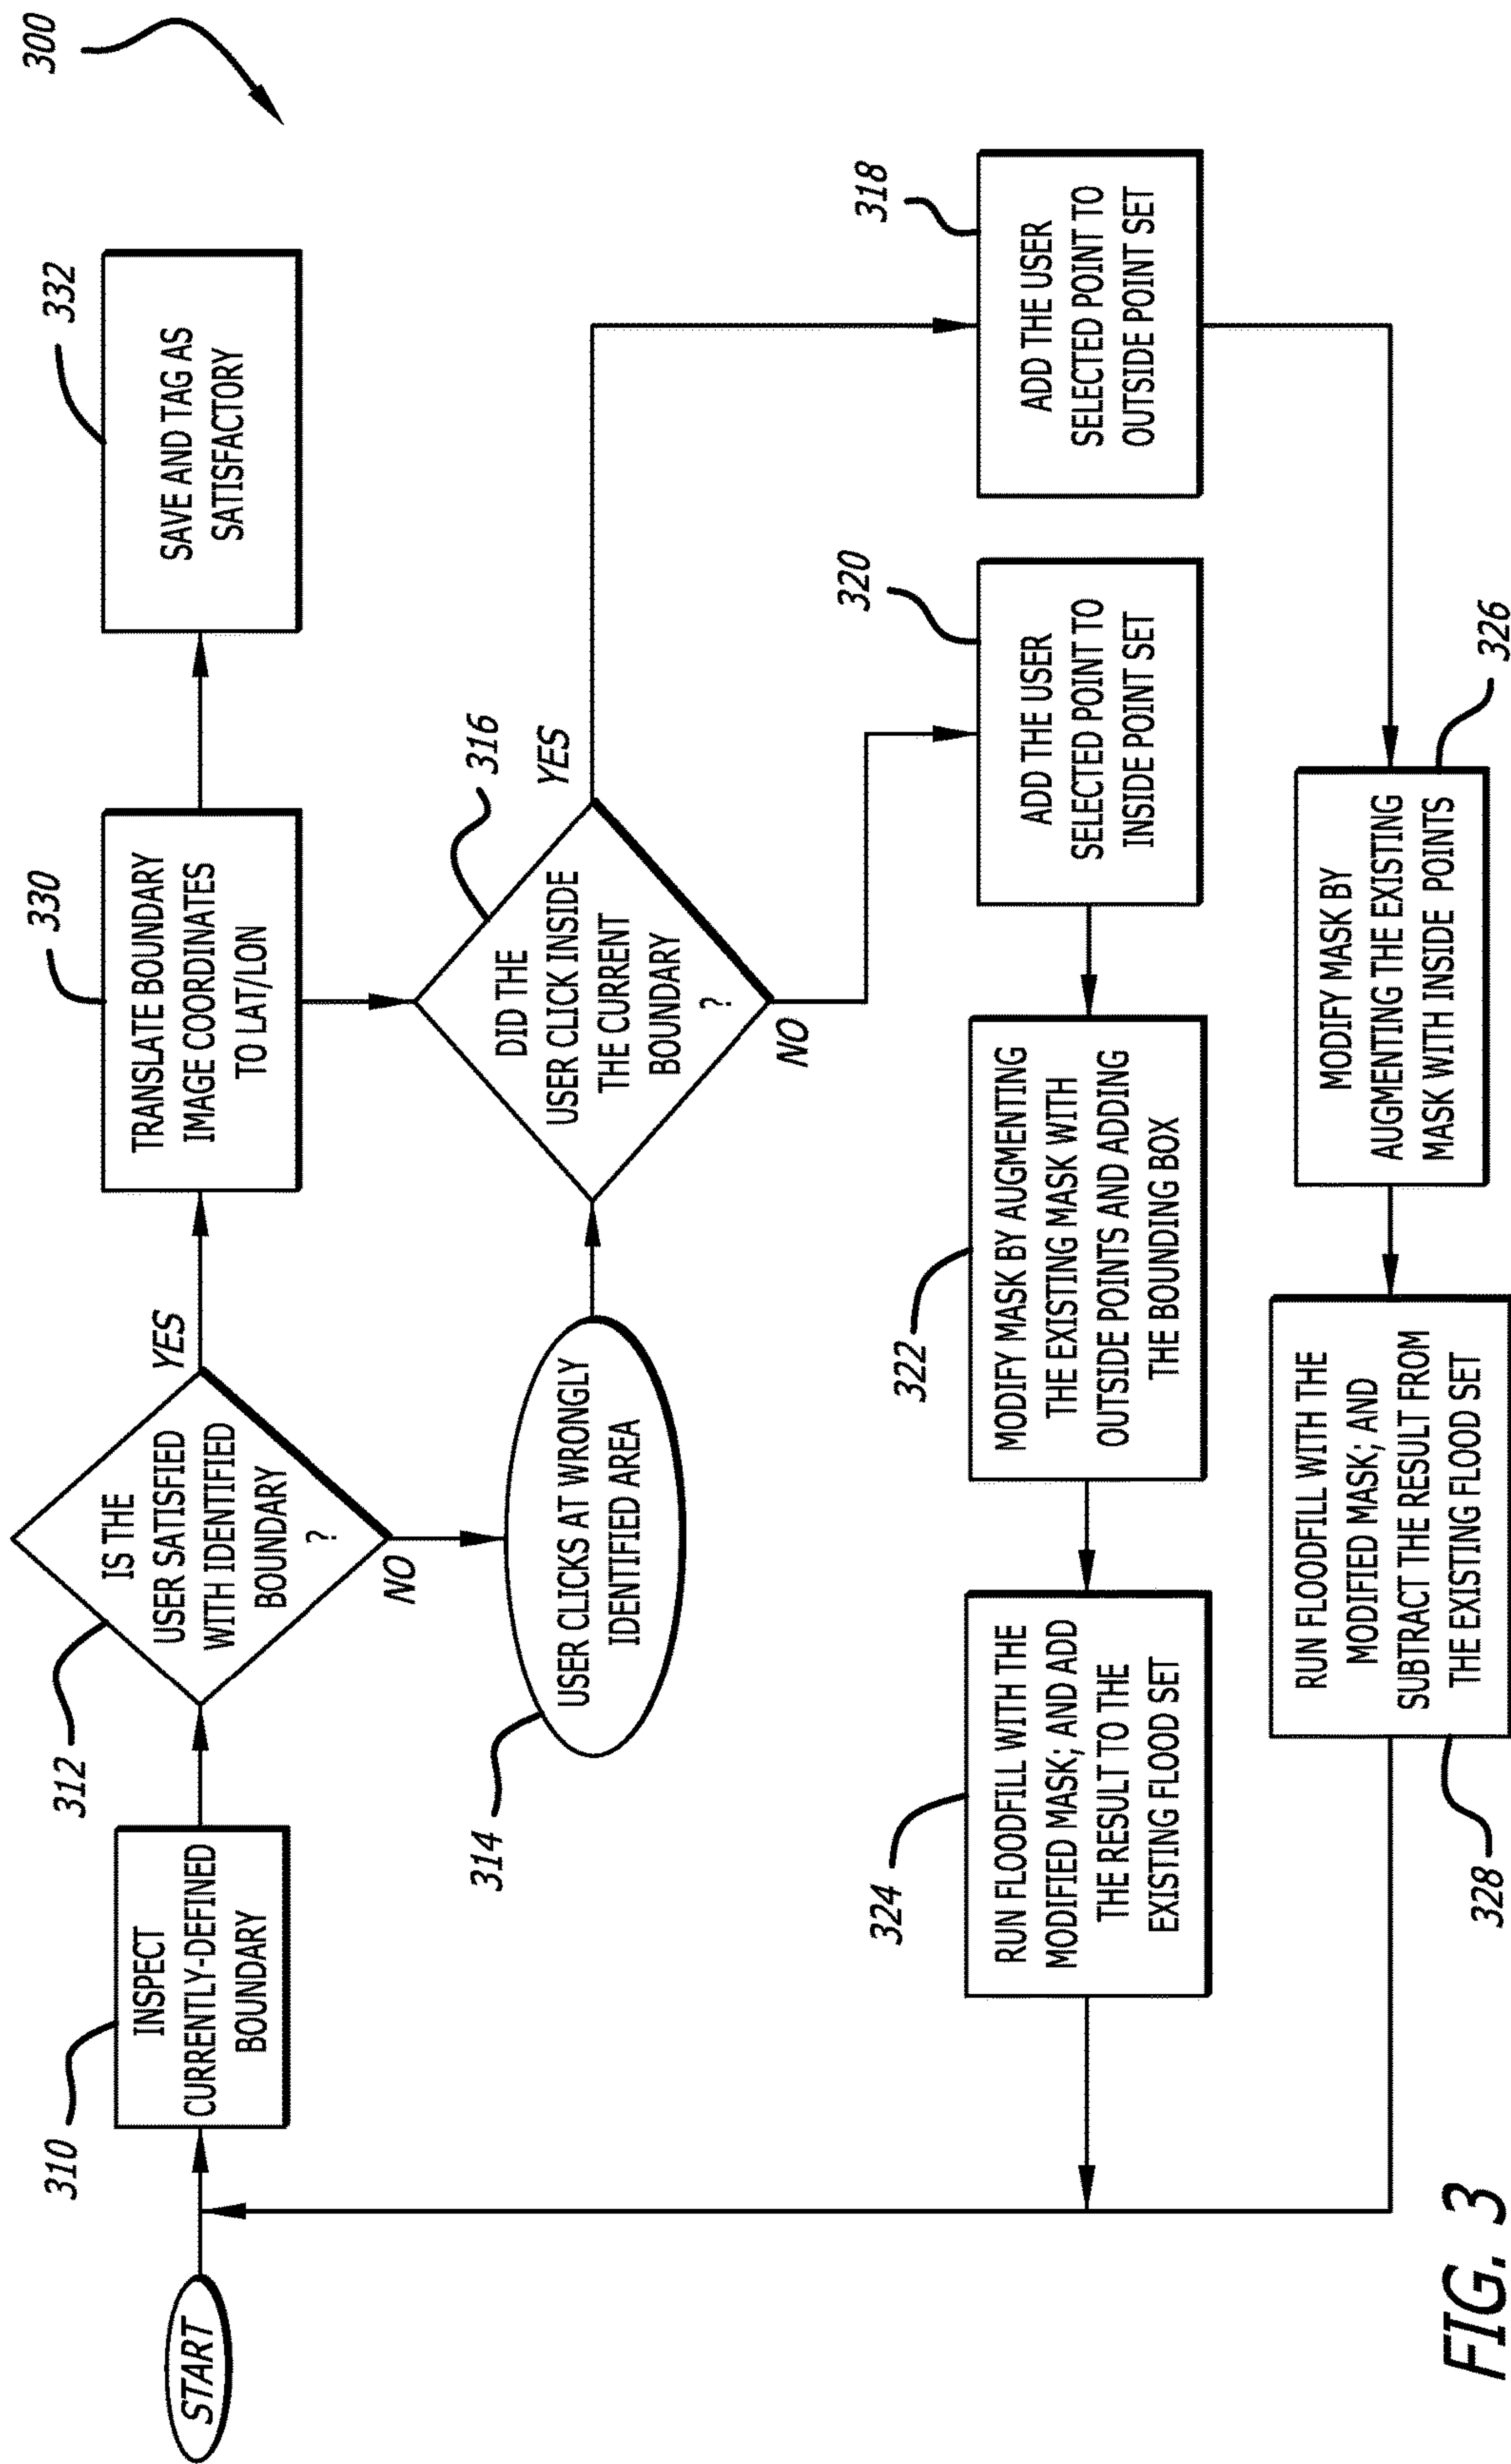 300
START
310
INSPECT
CURRENTLY-DEFINED
BOUNDARY
312
IS THE
USER SATISFIED
WITH IDENTIFIED
BOUNDARY
?
YES
NO
330
TRANSLATE BOUNDARY
IMAGE COORDINATES
TO LAT/LON
332
SAVE AND TAG AS
SATISFACTORY
314
USER CLICKS AT WRONGLY
IDENTIFIED AREA
316
DID THE
USER CLICK INSIDE
THE CURRENT
BOUNDARY
?
YES
NO
324
RUN FLOODFILL WITH THE
MODIFIED MASK; AND ADD
THE RESULT TO THE
EXISTING FLOOD SET
322
MODIFY MASK BY AUGMENTING
THE EXISTING MASK WITH
OUTSIDE POINTS AND ADDING
THE BOUNDING BOX
320
ADD THE USER
SELECTED POINT TO
INSIDE POINT SET
318
ADD THE USER
SELECTED POINT TO
OUTSIDE POINT SET
328
RUN FLOODFILL WITH THE
MODIFIED MASK; AND
SUBTRACT THE RESULT FROM
THE EXISTING FLOOD SET
326
MODIFY MASK BY
AUGMENTING THE EXISTING
MASK WITH INSIDE POINTS
FIG. 3